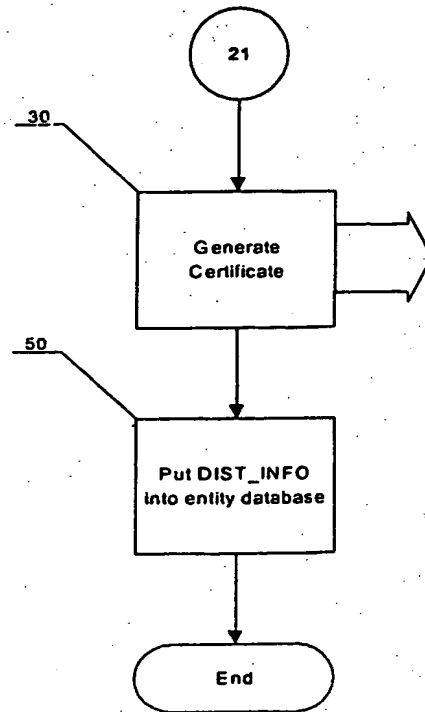 21
30
Generate
Certificate
50
Put DIST_INFO
into entity database
End